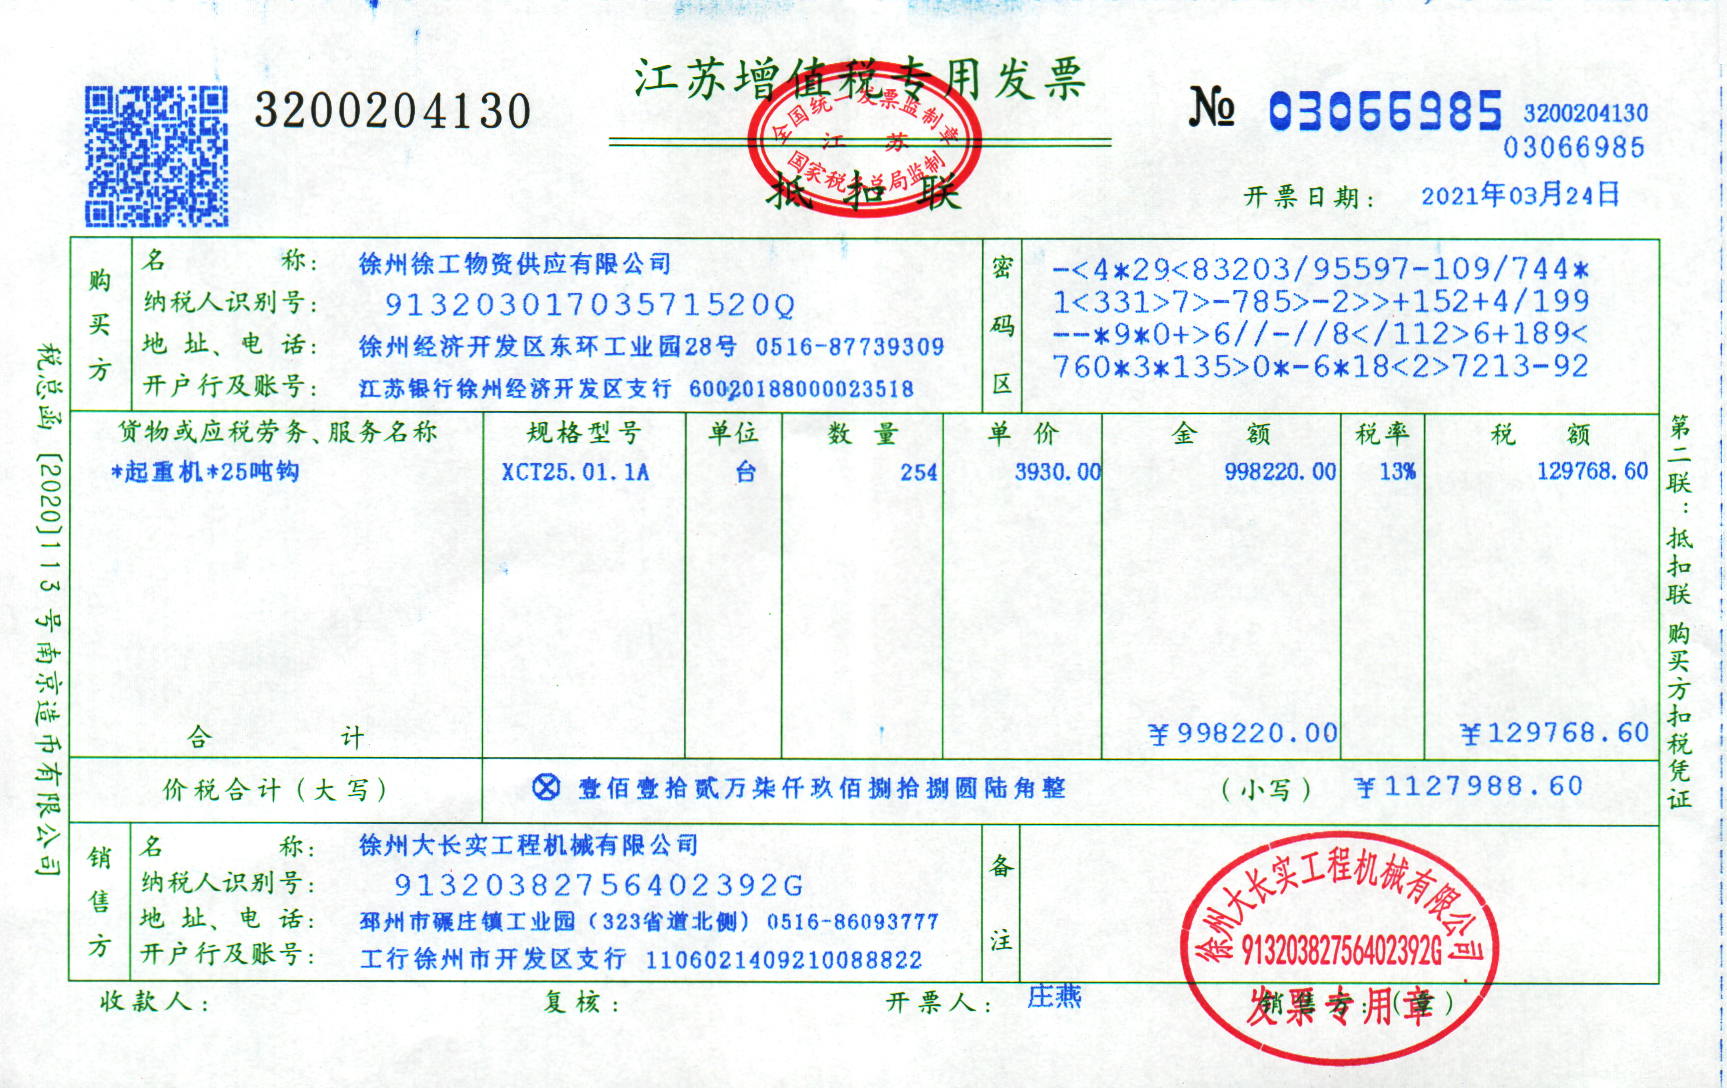 江苏增值税专用发票
3200204130
№ 03066985 3200204130
03066985
全国统一发票监制章
江 苏
国家税务总局监制
抵 扣 联
开票日期: 2021年03月24日
购买方
名 称: 徐州徐工物资供应有限公司
纳税人识别号: 91320301703571520Q
地 址、电 话: 徐州经济开发区东环工业园28号 0516-87739309
开户行及账号: 江苏银行徐州经济开发区支行 60020188000023518
密码区
-<4*29<83203/95597-109/744*
1<331>7>-785>-2>>+152+4/199
--*9*0+>6//-//8</112>6+189<
760*3*135>0*-6*18<2>7213-92
货物或应税劳务、服务名称 规格型号 单位 数 量 单 价 金 额 税率 税 额
*起重机*25吨钩 XCT25.01.1A 台 254 3930.00 998220.00 13% 129768.60
合 计 ¥998220.00 ¥129768.60
价税合计(大写) ⊗ 壹佰壹拾贰万柒仟玖佰捌拾捌圆陆角整 (小写) ¥1127988.60
销售方
名 称: 徐州大长实工程机械有限公司
纳税人识别号: 91320382756402392G
地 址、电 话: 邳州市碾庄镇工业园(323省道北侧) 0516-86093777
开户行及账号: 工行徐州市开发区支行 1106021409210088822
备注
收款人: 复核: 开票人: 庄燕 销售方:(章)
徐州大长实工程机械有限公司
91320382756402392G
发票专用章
税总函[2020]113号南京造币有限公司
第二联:抵扣联 购买方扣税凭证